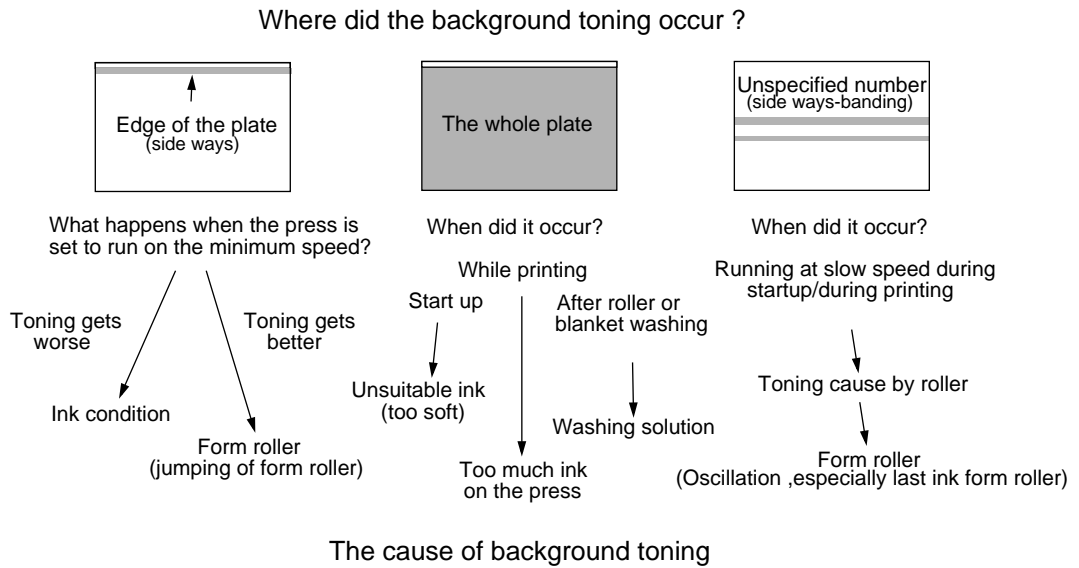 Where did the background toning occur ?
Edge of the plate
(side ways)
The whole plate
Unspecified number
(side ways-banding)
What happens when the press is
set to run on the minimum speed?
Toning gets
worse
Toning gets
better
Ink condition
Form roller
(jumping of form roller)
When did it occur?
While printing
Start up
After roller or
blanket washing
Unsuitable ink
(too soft)
Washing solution
Too much ink
on the press
When did it occur?
Running at slow speed during
startup/during printing
Toning cause by roller
Form roller
(Oscillation ,especially last ink form roller)
The cause of background toning